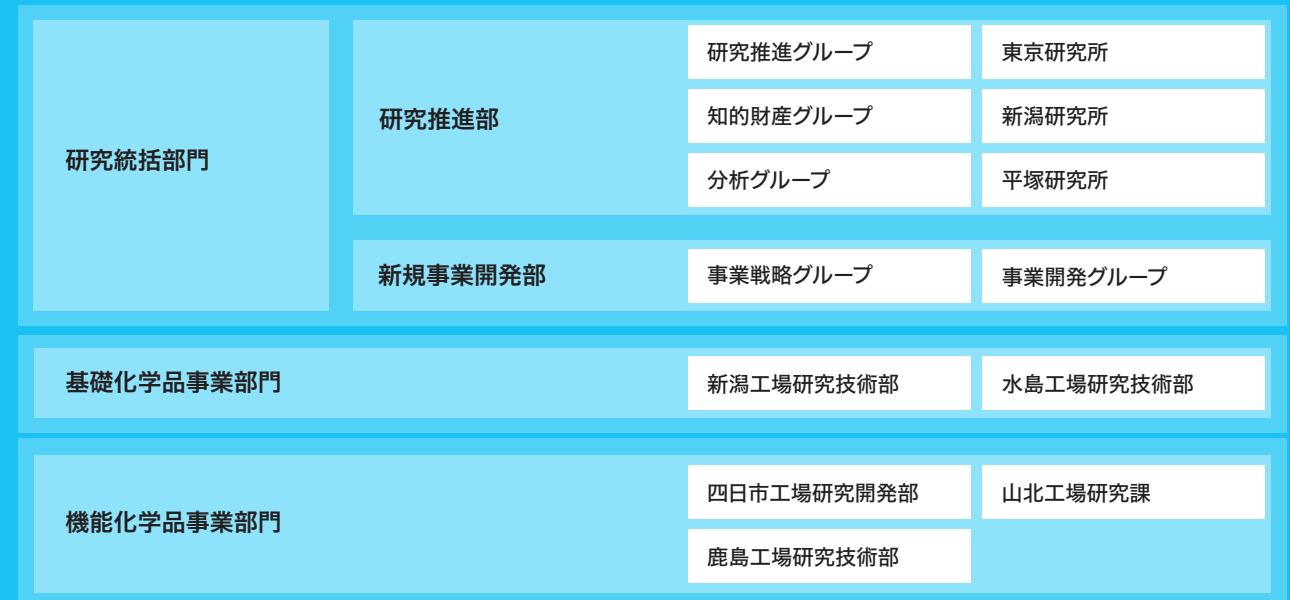 研究統括部門
研究推進部
研究推進グループ
東京研究所
知的財産グループ
新潟研究所
分析グループ
平塚研究所
新規事業開発部
事業戦略グループ
事業開発グループ
基礎化学品事業部門
新潟工場研究技術部
水島工場研究技術部
機能化学品事業部門
四日市工場研究開発部
山北工場研究課
鹿島工場研究技術部